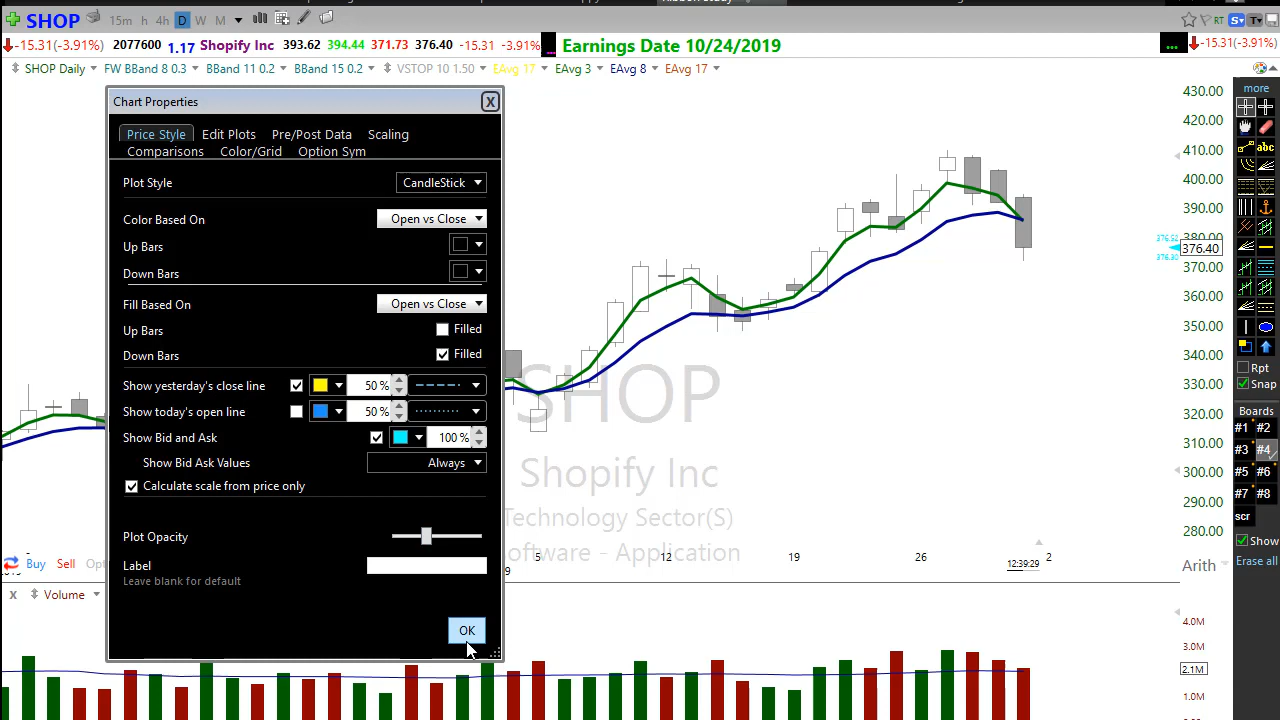 SHOP 15m h 4h D W M RT S T
-15.31 (-3.91%) 2077600 1.17 Shopify Inc 393.62 394.44 371.73 376.40 -15.31 -3.91% Earnings Date 10/24/2019 ... -15.31(-3.91%)
SHOP Daily FW BBand 8 0.3 BBand 11 0.2 BBand 15 0.2 VSTOP 10 1.50 EAvg 17 EAvg 3 EAvg 8 EAvg 17
more
Chart Properties X
Price Style Edit Plots Pre/Post Data Scaling
Comparisons Color/Grid Option Sym
Plot Style CandleStick
Color Based On Open vs Close
Up Bars
Down Bars
Fill Based On Open vs Close
Up Bars Filled
Down Bars Filled
Show yesterday's close line 50 %
Show today's open line 50 %
Show Bid and Ask 100 %
Show Bid Ask Values Always
Calculate scale from price only
Plot Opacity
Label
Leave blank for default
OK
SHOP
Shopify Inc
Technology Sector(S)
Software - Application
430.00
420.00
410.00
400.00
390.00
380.00
376.52
376.40
376.30
370.00
360.00
350.00
340.00
330.00
320.00
310.00
300.00
290.00
280.00
abc
Rpt
Snap
Boards
#1 #2
#3 #4
#5 #6
#7 #8
scr
Show
Erase all
Buy Sell Opt
5 12 19 26 2
12:39:29
Arith
x Volume
4.0M
3.0M
2.1M
1.0M